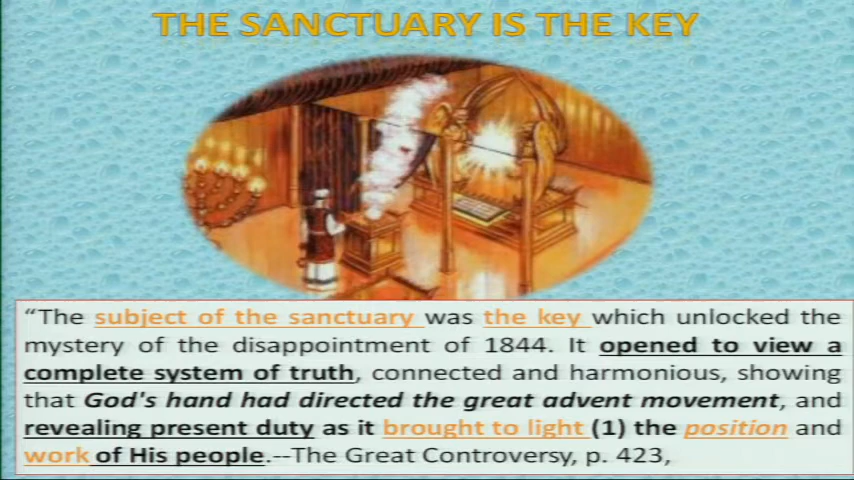 THE SANCTUARY IS THE KEY
“The subject of the sanctuary was the key which unlocked the
mystery of the disappointment of 1844. It opened to view a
complete system of truth, connected and harmonious, showing
that God's hand had directed the great advent movement, and
revealing present duty as it brought to light (1) the position and
work of His people.--The Great Controversy, p. 423,